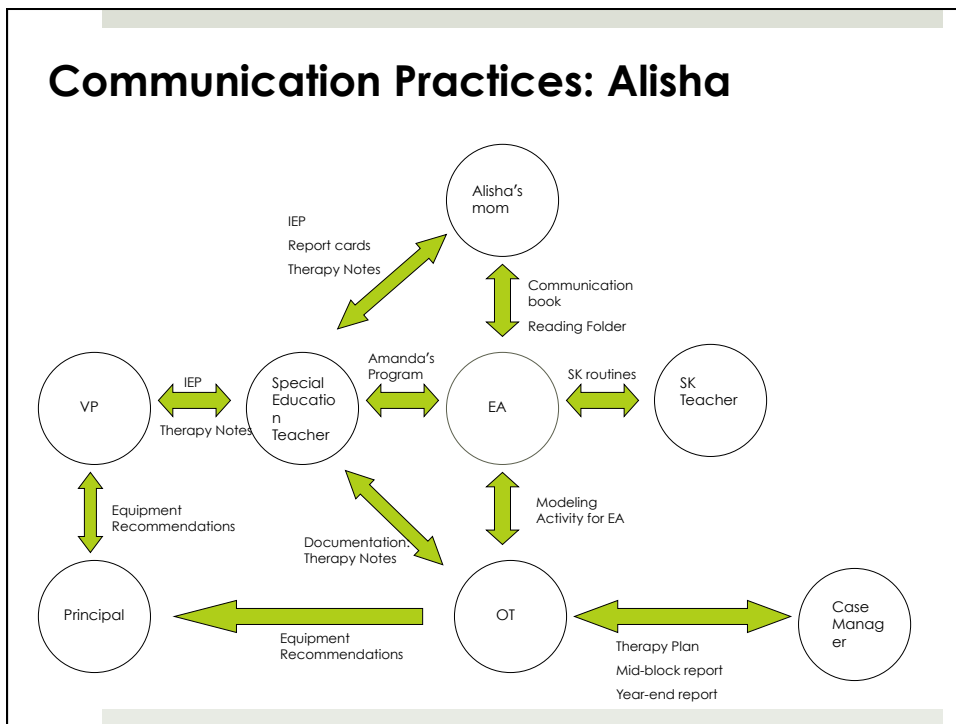 Communication Practices: Alisha
Alisha’s
mom
IEP
Report cards
Therapy Notes
Communication
book
Reading Folder
VP
IEP
Therapy Notes
Special
Educatio
n
Teacher
Amanda’s
Program
EA
SK routines
SK
Teacher
Equipment
Recommendations
Documentation:
Therapy Notes
Modeling
Activity for EA
Principal
Equipment
Recommendations
OT
Therapy Plan
Mid-block report
Year-end report
Case
Manag
er